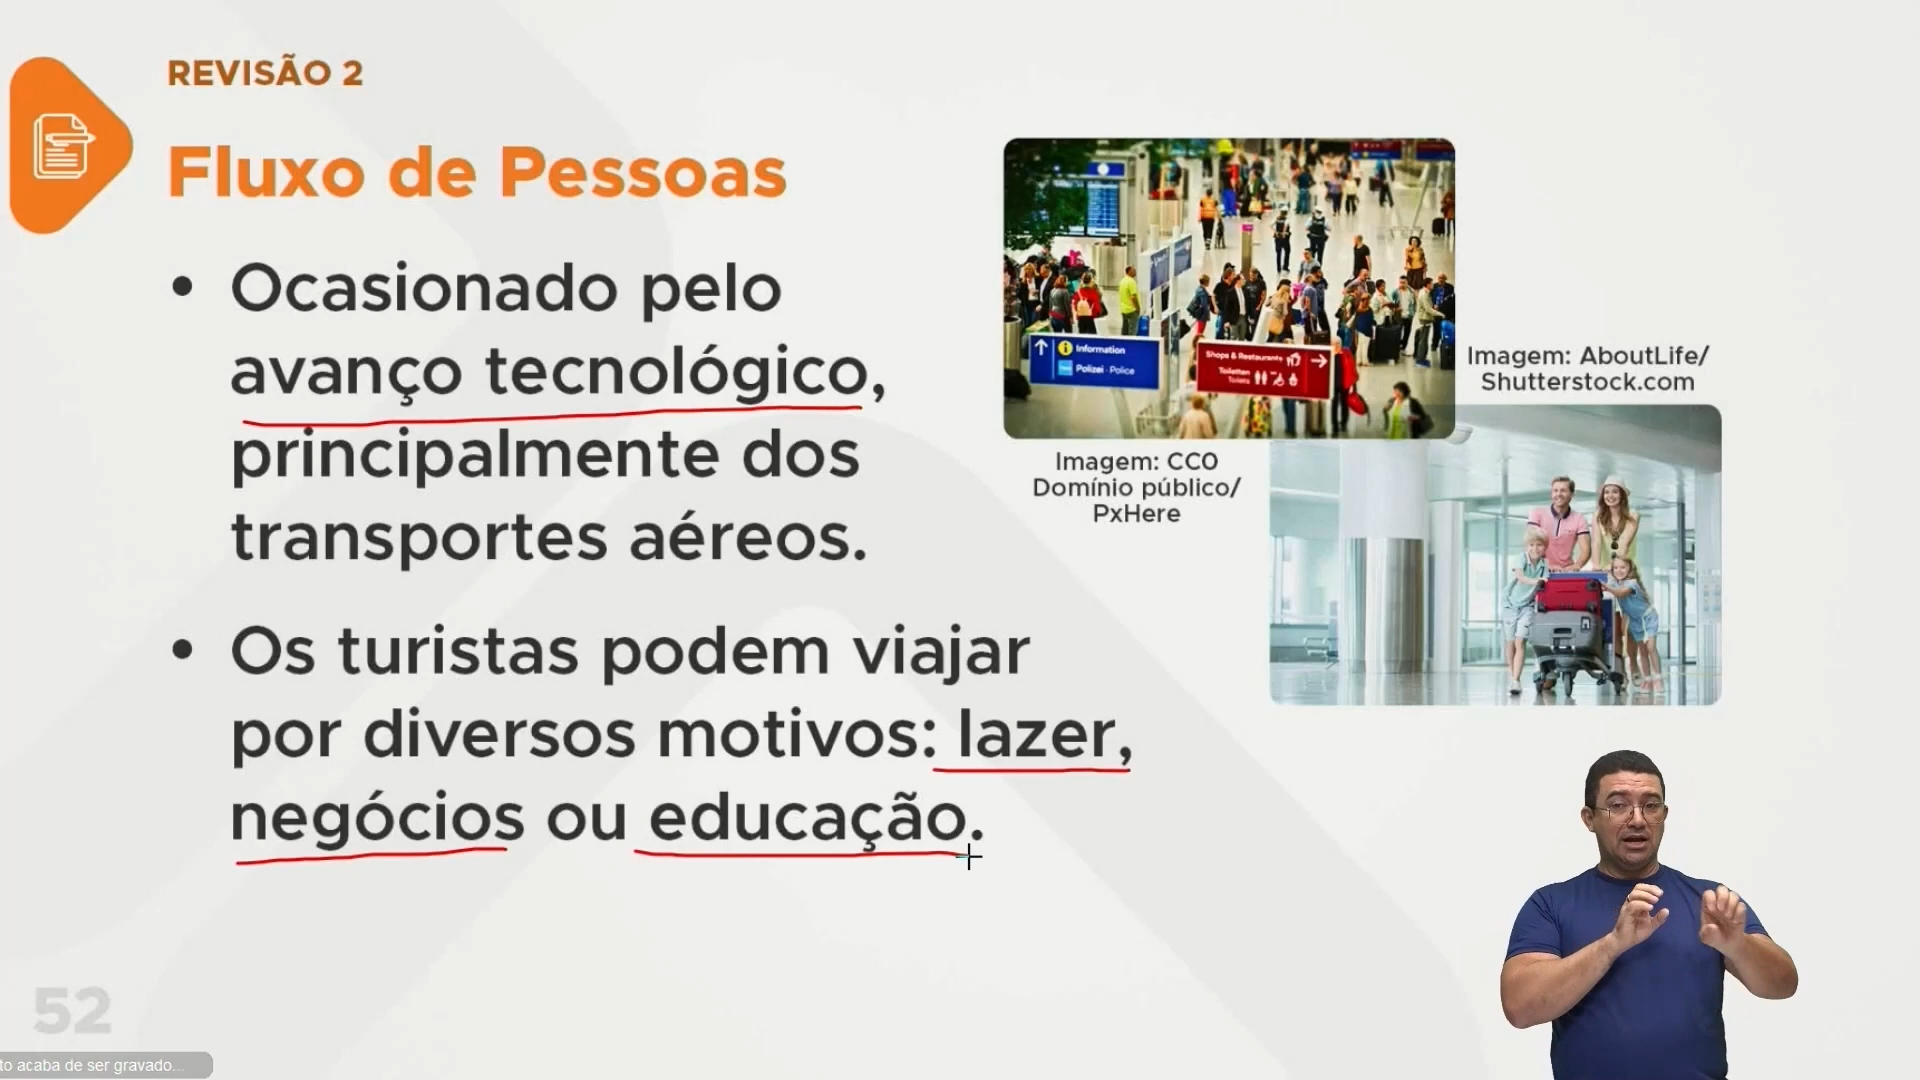 REVISÃO 2
Fluxo de Pessoas
• Ocasionado pelo
avanço tecnológico,
principalmente dos
transportes aéreos.
• Os turistas podem viajar
por diversos motivos: lazer,
negócios ou educação.
Information
Polizei · Police
Shops & Restaurants
Toiletten
Toilets
Imagem: AboutLife/
Shutterstock.com
Imagem: CC0
Domínio público/
PxHere
52
to acaba de ser gravado...